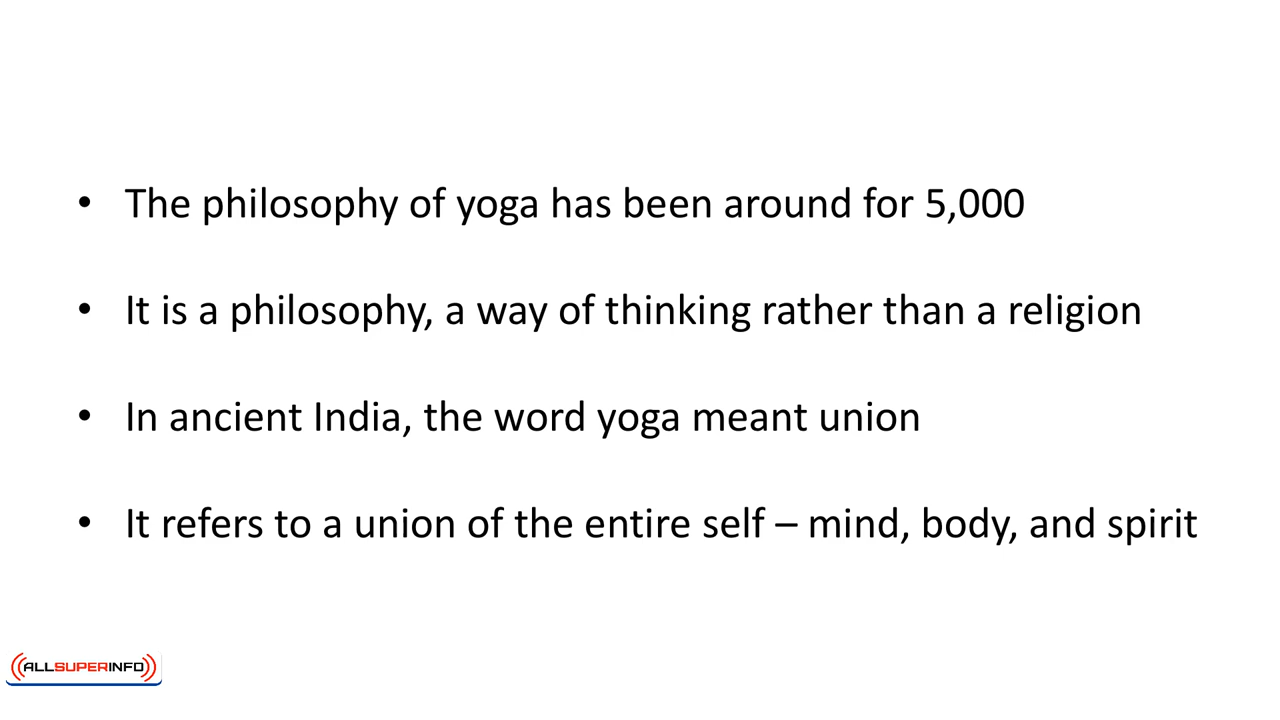 • The philosophy of yoga has been around for 5,000
• It is a philosophy, a way of thinking rather than a religion
• In ancient India, the word yoga meant union
• It refers to a union of the entire self – mind, body, and spirit
ALLSUPERINFO